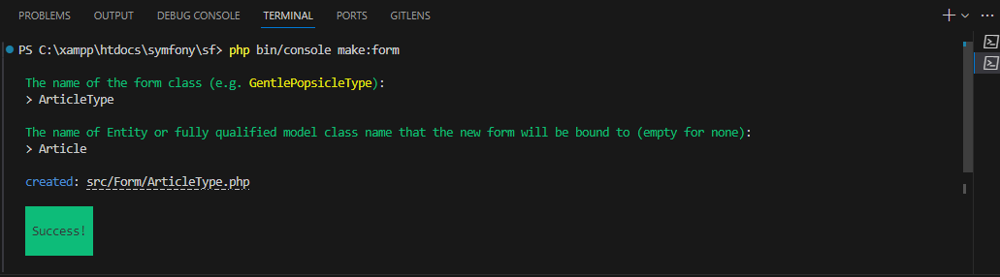 PROBLEMS OUTPUT DEBUG CONSOLE TERMINAL PORTS GITLENS
PS C:\xampp\htdocs\symfony\sf> php bin/console make:form
The name of the form class (e.g. GentlePopsicleType):
> ArticleType
The name of Entity or fully qualified model class name that the new form will be bound to (empty for none):
> Article
created: src/Form/ArticleType.php
Success!